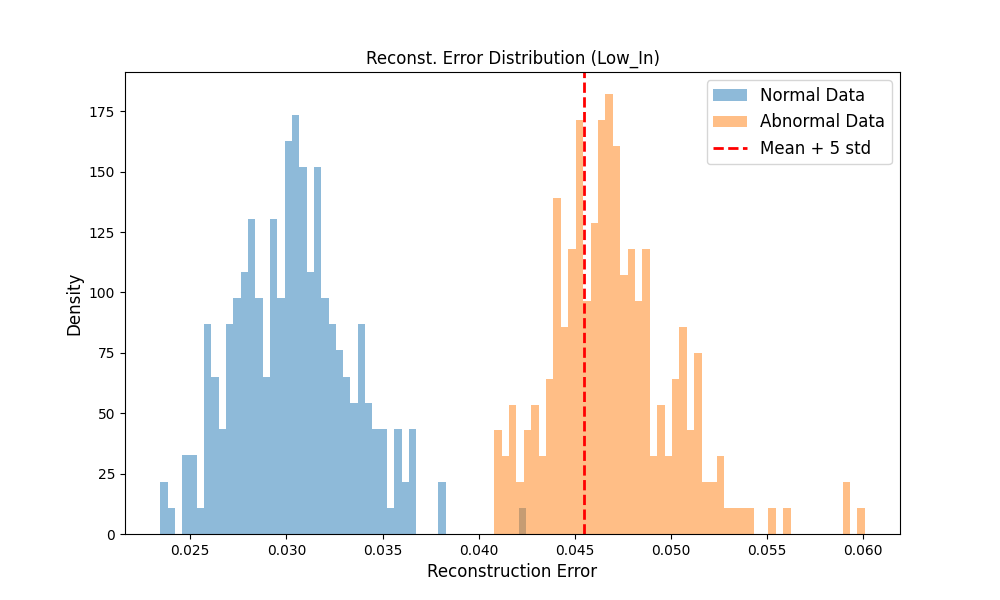 Reconst. Error Distribution (Low_In)
Normal Data
Abnormal Data
Mean + 5 std
Density
175
150
125
100
75
50
25
0
0.025 0.030 0.035 0.040 0.045 0.050 0.055 0.060
Reconstruction Error